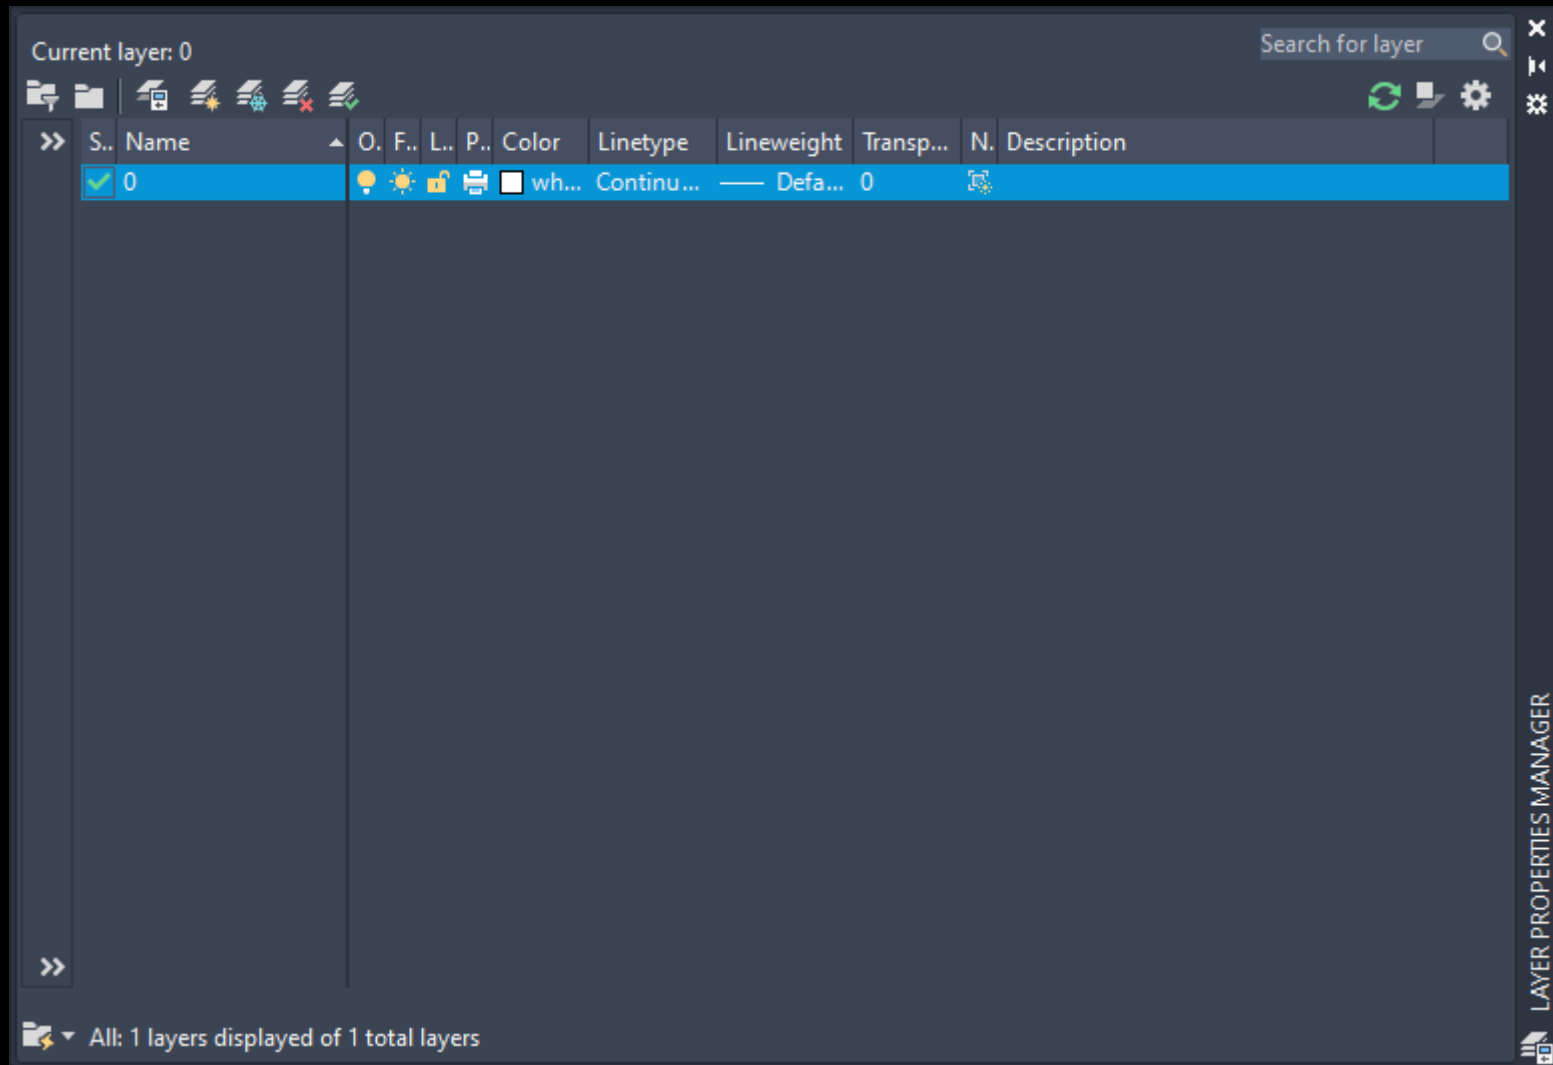 Current layer: 0
Search for layer
S.. Name O. F.. L.. P.. Color Linetype Lineweight Transp... N. Description
0 wh... Continu... Defa... 0
All: 1 layers displayed of 1 total layers
LAYER PROPERTIES MANAGER